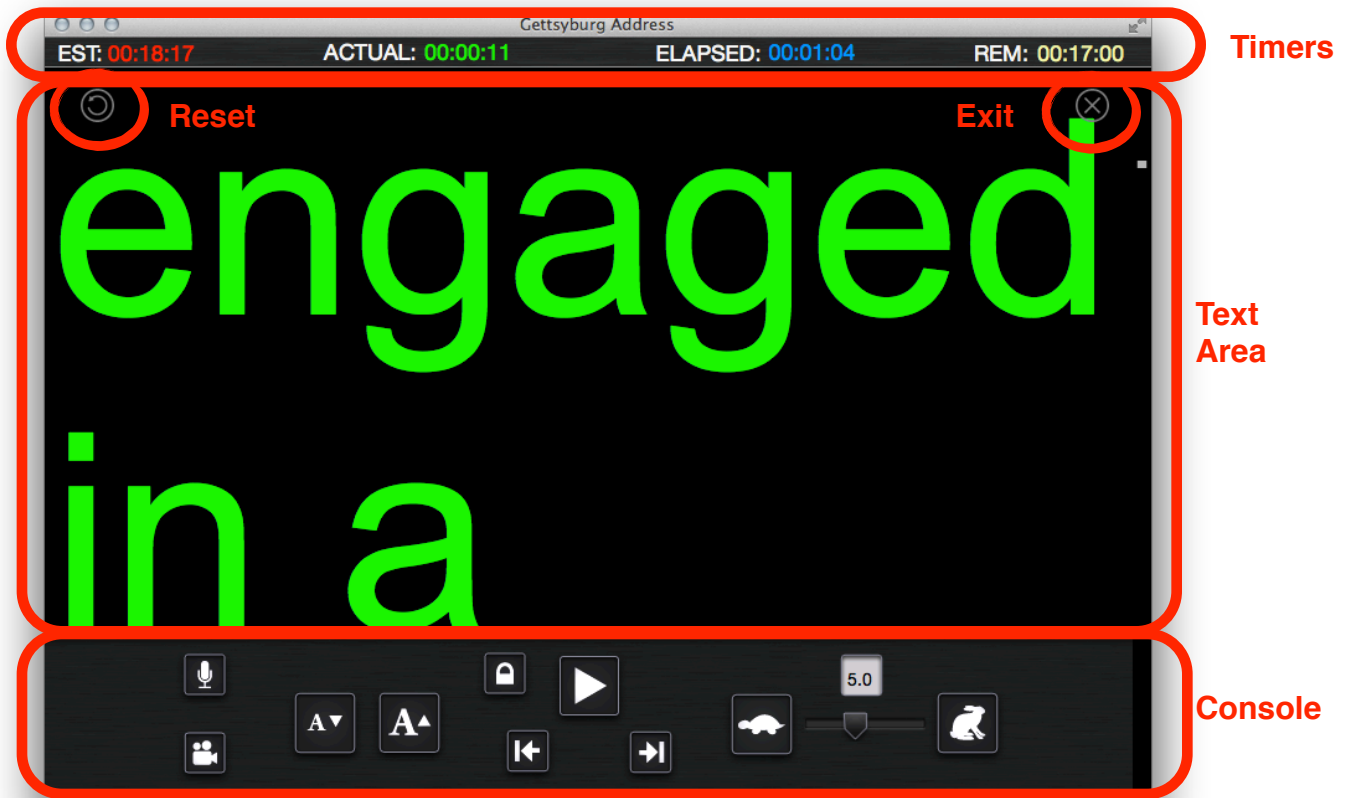 Gettsyburg Address
EST: 00:18:17 ACTUAL: 00:00:11 ELAPSED: 00:01:04 REM: 00:17:00
Timers
Reset Exit
engaged
Text
Area
in a
5.0
A A
Console